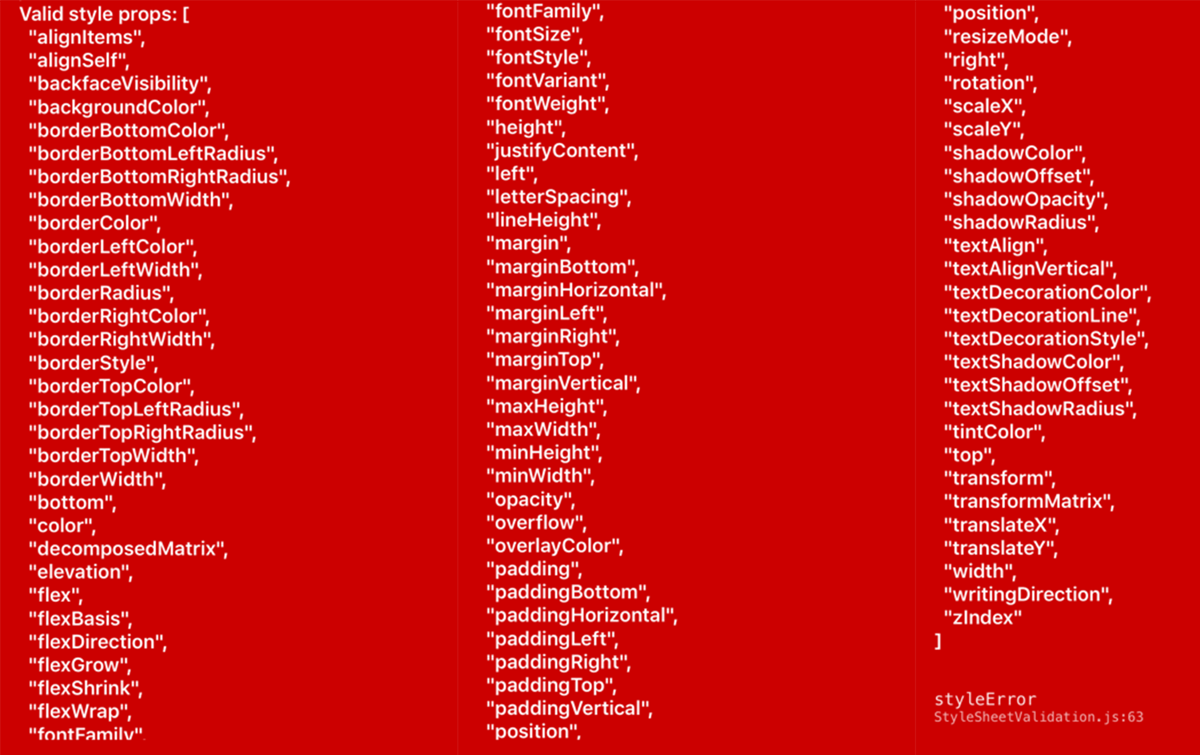 Valid style props: [
"alignItems",
"alignSelf",
"backfaceVisibility",
"backgroundColor",
"borderBottomColor",
"borderBottomLeftRadius",
"borderBottomRightRadius",
"borderBottomWidth",
"borderColor",
"borderLeftColor",
"borderLeftWidth",
"borderRadius",
"borderRightColor",
"borderRightWidth",
"borderStyle",
"borderTopColor",
"borderTopLeftRadius",
"borderTopRightRadius",
"borderTopWidth",
"borderWidth",
"bottom",
"color",
"decomposedMatrix",
"elevation",
"flex",
"flexBasis",
"flexDirection",
"flexGrow",
"flexShrink",
"flexWrap",
"fontFamily",
"fontFamily",
"fontSize",
"fontStyle",
"fontVariant",
"fontWeight",
"height",
"justifyContent",
"left",
"letterSpacing",
"lineHeight",
"margin",
"marginBottom",
"marginHorizontal",
"marginLeft",
"marginRight",
"marginTop",
"marginVertical",
"maxHeight",
"maxWidth",
"minHeight",
"minWidth",
"opacity",
"overflow",
"overlayColor",
"padding",
"paddingBottom",
"paddingHorizontal",
"paddingLeft",
"paddingRight",
"paddingTop",
"paddingVertical",
"position",
"position",
"resizeMode",
"right",
"rotation",
"scaleX",
"scaleY",
"shadowColor",
"shadowOffset",
"shadowOpacity",
"shadowRadius",
"textAlign",
"textAlignVertical",
"textDecorationColor",
"textDecorationLine",
"textDecorationStyle",
"textShadowColor",
"textShadowOffset",
"textShadowRadius",
"tintColor",
"top",
"transform",
"transformMatrix",
"translateX",
"translateY",
"width",
"writingDirection",
"zIndex"
]
styleError
StyleSheetValidation.js:63